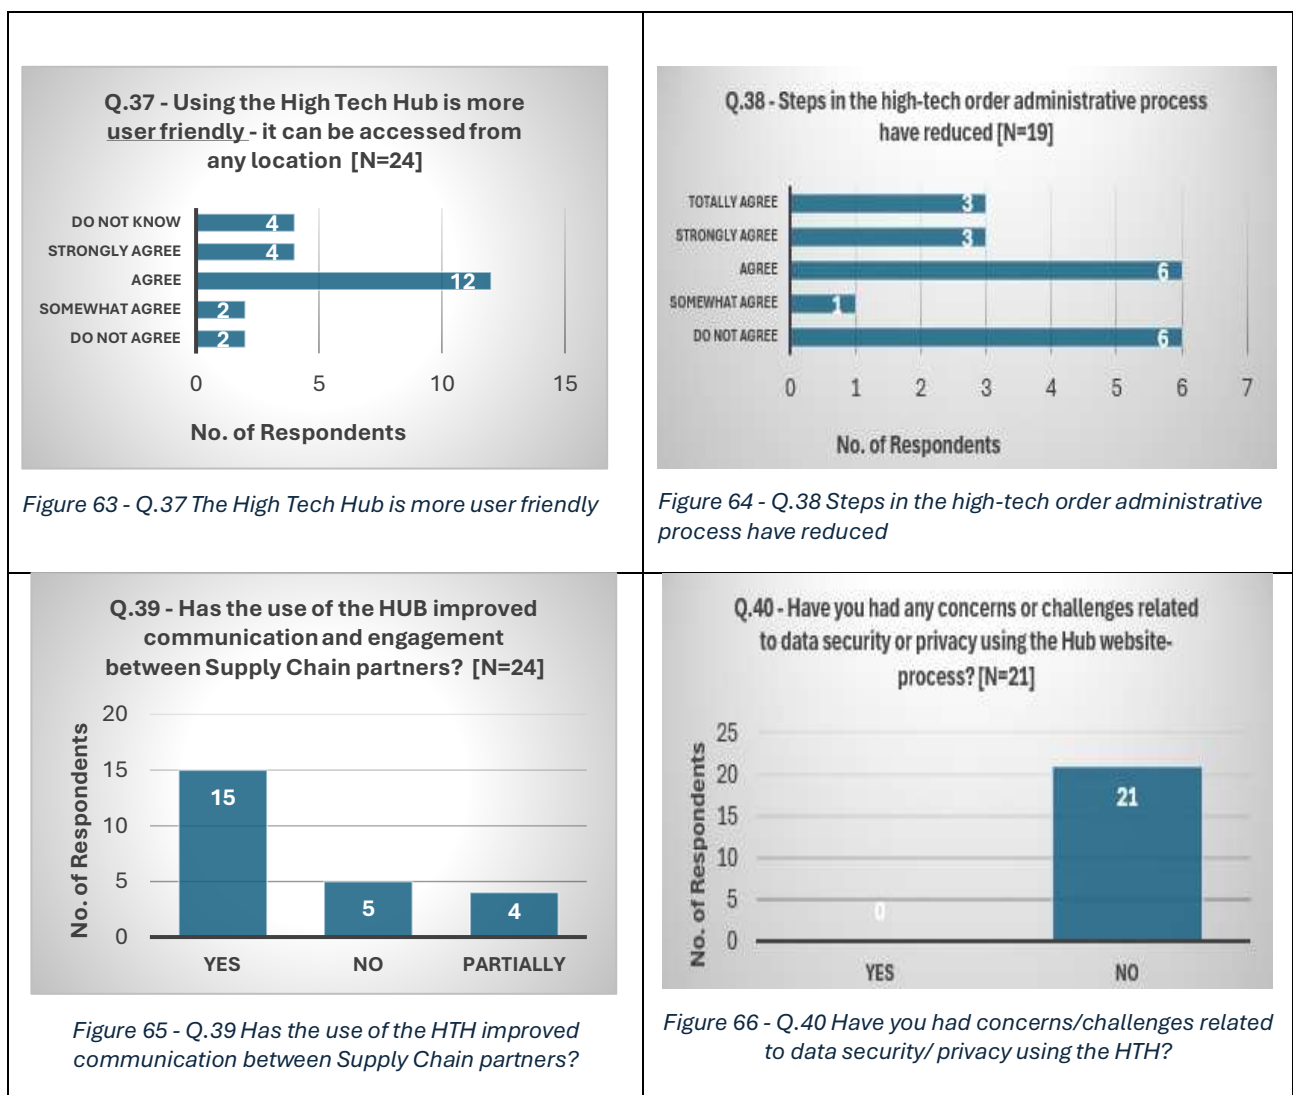 Q.37 - Using the High Tech Hub is more
user friendly - it can be accessed from
any location [N=24]
DO NOT KNOW
4
STRONGLY AGREE
4
AGREE
12
SOMEWHAT AGREE
2
DO NOT AGREE
2
0 5 10 15
No. of Respondents
Figure 63 - Q.37 The High Tech Hub is more user friendly
Q.38 - Steps in the high-tech order administrative process
have reduced [N=19]
TOTALLY AGREE
3
STRONGLY AGREE
3
AGREE
6
SOMEWHAT AGREE
1
DO NOT AGREE
6
0 1 2 3 4 5 6 7
No. of Respondents
Figure 64 - Q.38 Steps in the high-tech order administrative
process have reduced
Q.39 - Has the use of the HUB improved
communication and engagement
between Supply Chain partners? [N=24]
No. of Respondents
20
15
10
5
0
15
5
4
YES NO PARTIALLY
Figure 65 - Q.39 Has the use of the HTH improved
communication between Supply Chain partners?
Q.40 - Have you had any concerns or challenges related
to data security or privacy using the Hub website-
process? [N=21]
No. of Respondents
25
20
15
10
5
0
0
21
YES NO
Figure 66 - Q.40 Have you had concerns/challenges related
to data security/ privacy using the HTH?